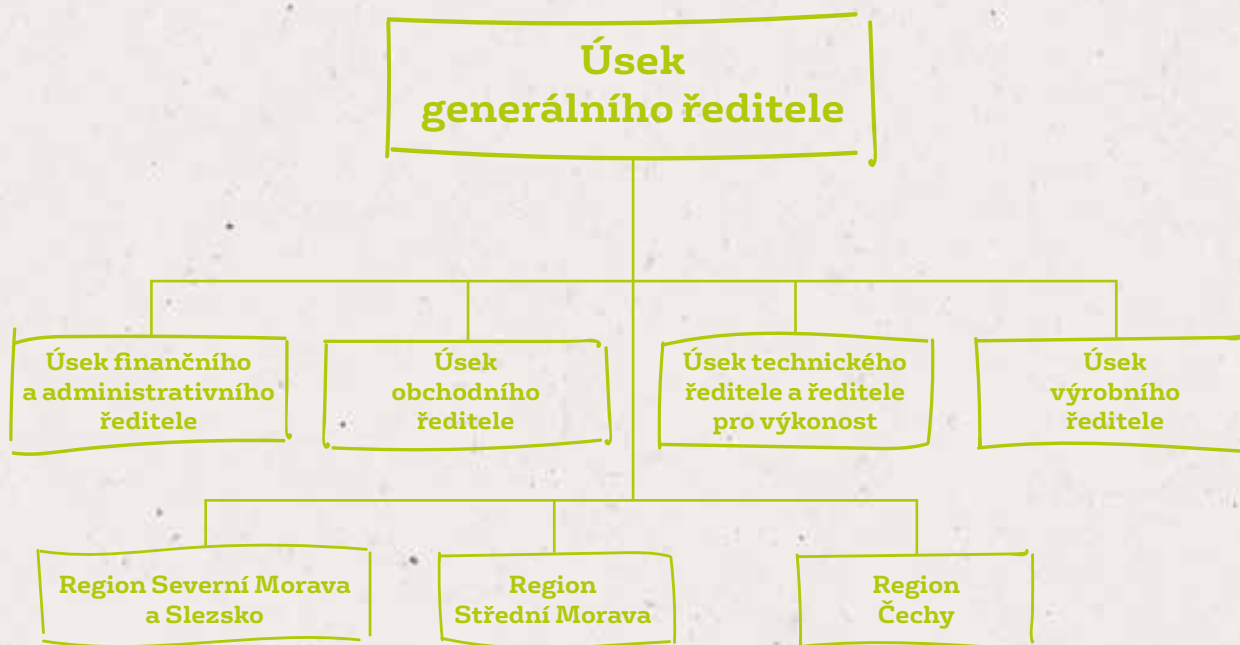 Úsek
generálního ředitele
Úsek finančního
a administrativního
ředitele
Úsek
obchodního
ředitele
Úsek technického
ředitele a ředitele
pro výkonost
Úsek
výrobního
ředitele
Region Severní Morava
a Slezsko
Region
Střední Morava
Region
Čechy